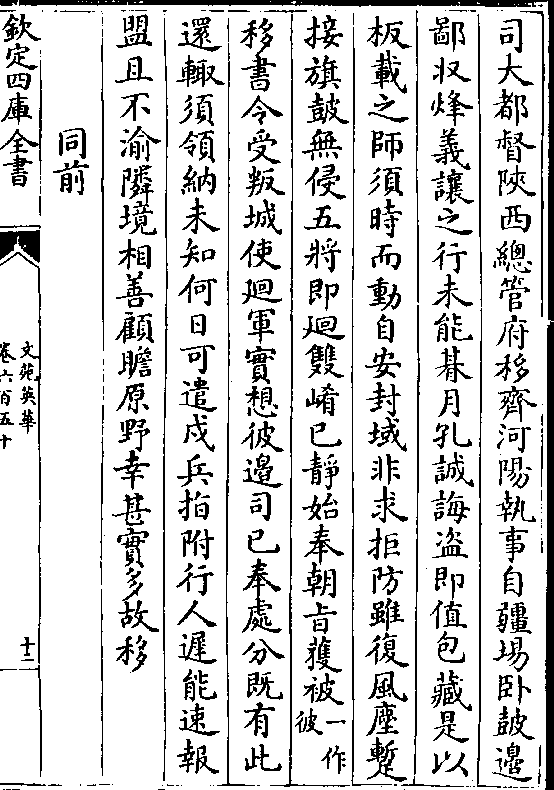 司大都督陜西總管府移齊河陽執事自疆場卧鼓邉
鄙収烽義讓之行未能朞月孔誠誨盗即值包藏是以
板載之師須時而動自安封域非求拒防雖復風塵蹔
接旗鼓無侵五將即廻雙崤已靜始奉朝旨獲被一作彼
移書令受叛城使廻軍實想彼邉司已奉處分既有此
還輙須領納未知何日可遣戍兵拍附行人遲能速報
盟且不渝隣境相善顧瞻原野幸甚實多故移
同前
欽定四庫全書
文苑英華
卷六百五十
十二